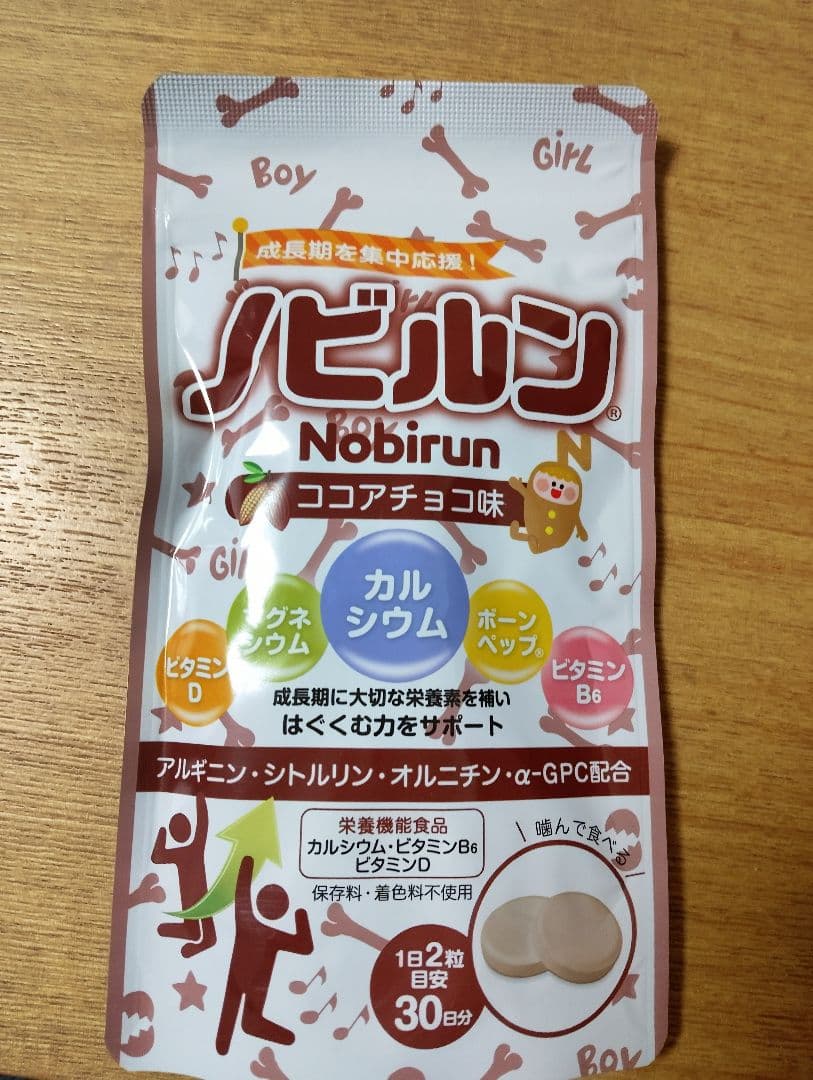 BOY
GIRL
成長期を集中応援！
ノビルン®
BOY
Nobirun
ココアチョコ味
N
カル
シウム
マグネ
シウム
ボーン
ペップ®
ビタミン
D
ビタミン
B6
成長期に大切な栄養素を補い
はぐくむ力をサポート
アルギニン・シトルリン・オルニチン・α-GPC配合
栄養機能食品
カルシウム・ビタミンB6
ビタミンD
保存料・着色料不使用
\ 噛んで食べる /
1日2粒
目安
30日分
BOY